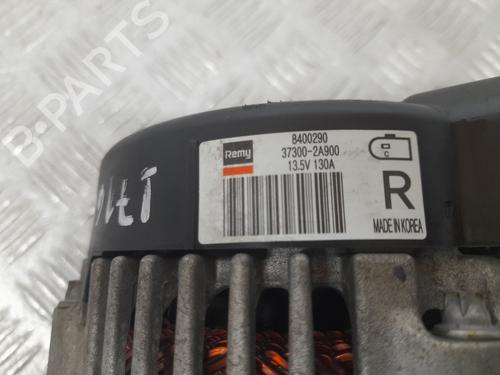 Remy
8400290
37300-2A900
13.5V 130A
C
R
MADE IN KOREA
B-PARTS